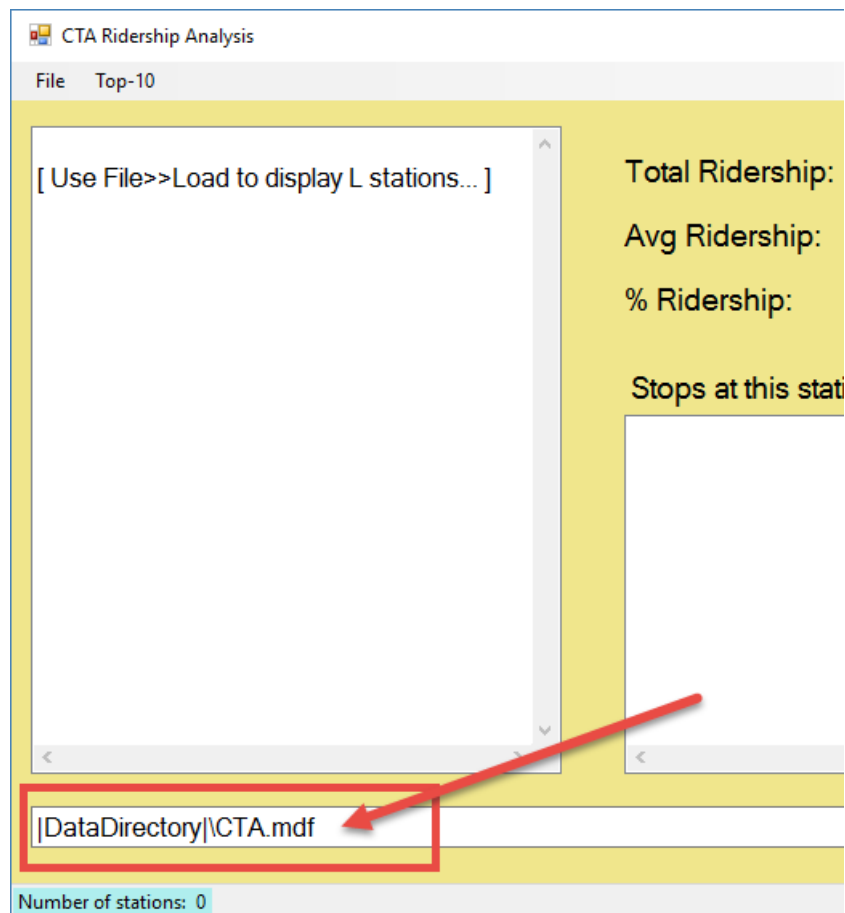 CTA Ridership Analysis
File Top-10
[ Use File>>Load to display L stations... ]
Total Ridership:
Avg Ridership:
% Ridership:
Stops at this stati
|DataDirectory|\CTA.mdf
Number of stations: 0